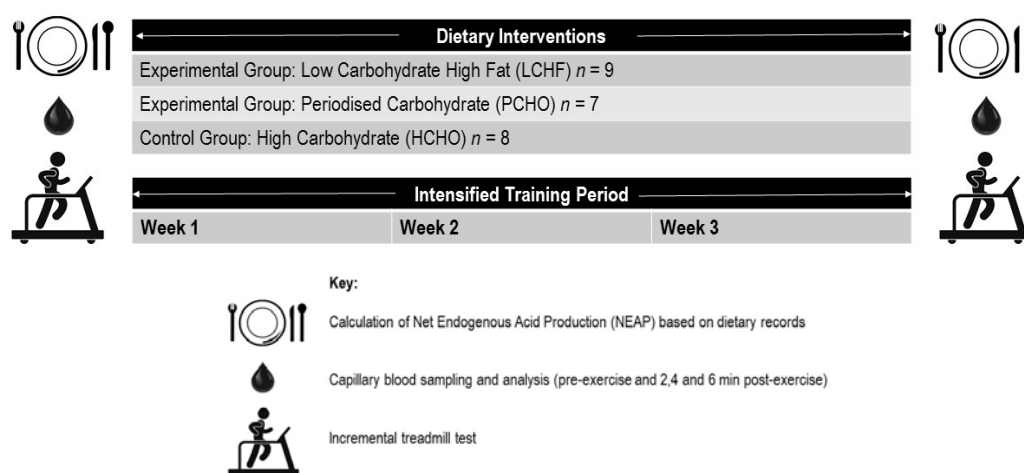 Dietary Interventions
Experimental Group: Low Carbohydrate High Fat (LCHF) n = 9
Experimental Group: Periodised Carbohydrate (PCHO) n = 7
Control Group: High Carbohydrate (HCHO) n = 8
Intensified Training Period
Week 1 Week 2 Week 3
Key:
Calculation of Net Endogenous Acid Production (NEAP) based on dietary records
Capillary blood sampling and analysis (pre-exercise and 2,4 and 6 min post-exercise)
Incremental treadmill test